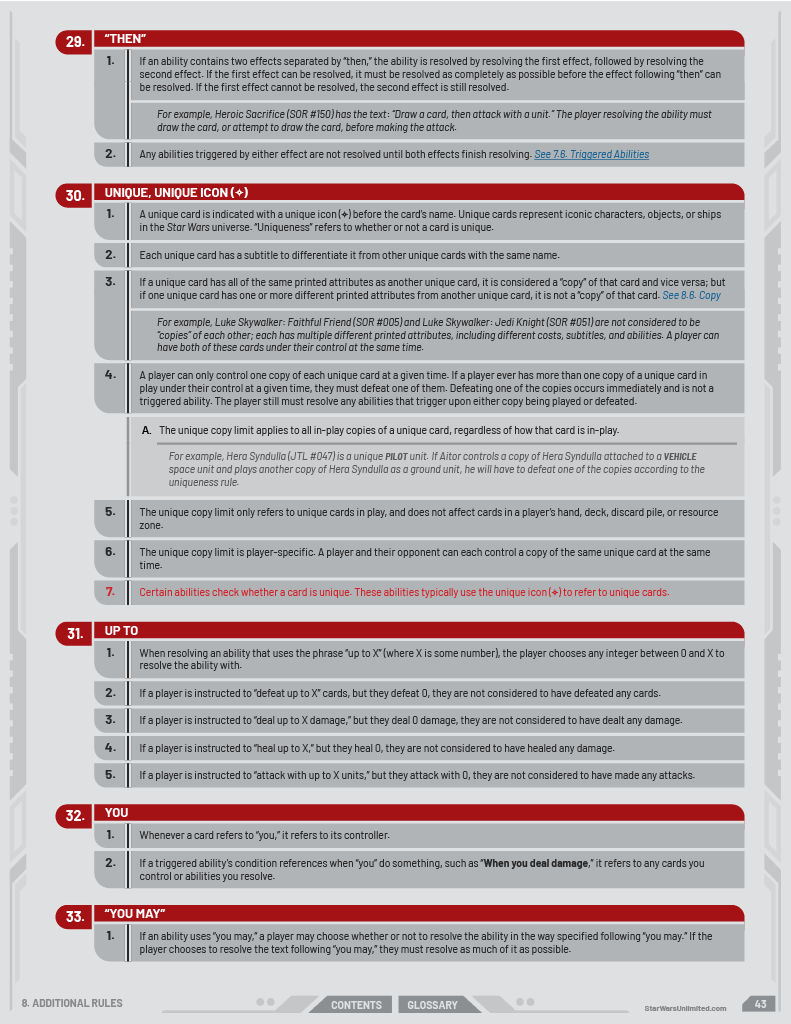 29. “THEN”
1. If an ability contains two effects separated by “then,” the ability is resolved by resolving the first effect, followed by resolving the
second effect. If the first effect can be resolved, it must be resolved as completely as possible before the effect following “then” can
be resolved. If the first effect cannot be resolved, the second effect is still resolved.
For example, Heroic Sacrifice (SOR #150) has the text: “Draw a card, then attack with a unit.” The player resolving the ability must
draw the card, or attempt to draw the card, before making the attack.
2. Any abilities triggered by either effect are not resolved until both effects finish resolving. See 7.6. Triggered Abilities
30. UNIQUE, UNIQUE ICON (✧)
1. A unique card is indicated with a unique icon (✧) before the card’s name. Unique cards represent iconic characters, objects, or ships
in the Star Wars universe. “Uniqueness” refers to whether or not a card is unique.
2. Each unique card has a subtitle to differentiate it from other unique cards with the same name.
3. If a unique card has all of the same printed attributes as another unique card, it is considered a “copy” of that card and vice versa; but
if one unique card has one or more different printed attributes from another unique card, it is not a “copy” of that card. See 8.6. Copy
For example, Luke Skywalker: Faithful Friend (SOR #005) and Luke Skywalker: Jedi Knight (SOR #051) are not considered to be
“copies” of each other; each has multiple different printed attributes, including different costs, subtitles, and abilities. A player can
have both of these cards under their control at the same time.
4. A player can only control one copy of each unique card at a given time. If a player ever has more than one copy of a unique card in
play under their control at a given time, they must defeat one of them. Defeating one of the copies occurs immediately and is not a
triggered ability. The player still must resolve any abilities that trigger upon either copy being played or defeated.
A. The unique copy limit applies to all in-play copies of a unique card, regardless of how that card is in-play.
For example, Hera Syndulla (JTL #047) is a unique PILOT unit. If Aitor controls a copy of Hera Syndulla attached to a VEHICLE
space unit and plays another copy of Hera Syndulla as a ground unit, he will have to defeat one of the copies according to the
uniqueness rule.
5. The unique copy limit only refers to unique cards in play, and does not affect cards in a player’s hand, deck, discard pile, or resource
zone.
6. The unique copy limit is player-specific. A player and their opponent can each control a copy of the same unique card at the same
time.
7. Certain abilities check whether a card is unique. These abilities typically use the unique icon (✧) to refer to unique cards.
31. UP TO
1. When resolving an ability that uses the phrase “up to X” (where X is some number), the player chooses any integer between 0 and X to
resolve the ability with.
2. If a player is instructed to “defeat up to X” cards, but they defeat 0, they are not considered to have defeated any cards.
3. If a player is instructed to “deal up to X damage,” but they deal 0 damage, they are not considered to have dealt any damage.
4. If a player is instructed to “heal up to X,” but they heal 0, they are not considered to have healed any damage.
5. If a player is instructed to “attack with up to X units,” but they attack with 0, they are not considered to have made any attacks.
32. YOU
1. Whenever a card refers to “you,” it refers to its controller.
2. If a triggered ability’s condition references when “you” do something, such as “When you deal damage,” it refers to any cards you
control or abilities you resolve.
33. “YOU MAY”
1. If an ability uses “you may,” a player may choose whether or not to resolve the ability in the way specified following “you may.” If the
player chooses to resolve the text following “you may,” they must resolve as much of it as possible.
8. ADDITIONAL RULES CONTENTS GLOSSARY StarWarsUnlimited.com 43